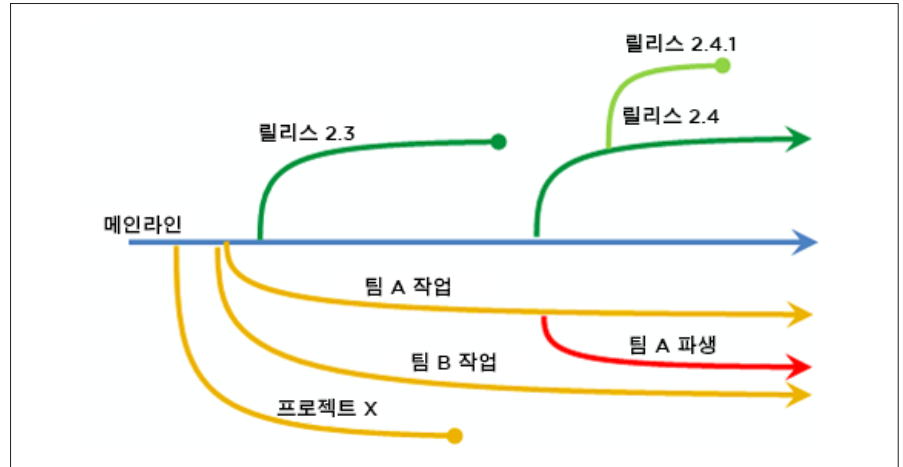 릴리스 2.4.1
릴리스 2.4
릴리스 2.3
메인라인
팀 A 작업
팀 A 파생
팀 B 작업
프로젝트 X